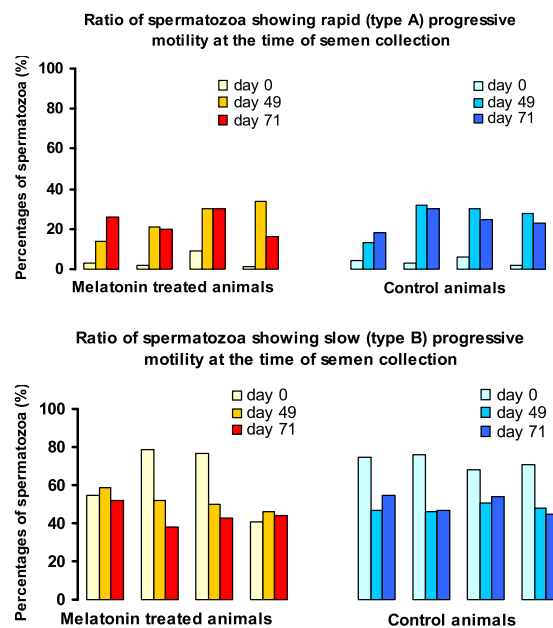 Ratio of spermatozoa showing rapid (type A) progressive
motility at the time of semen collection
Percentages of spermatozoa (%)
100
80
60
40
20
0
day 0
day 49
day 71
day 0
day 49
day 71
Melatonin treated animals
Control animals
Ratio of spermatozoa showing slow (type B) progressive
motility at the time of semen collection
Percentages of spermatozoa (%)
100
80
60
40
20
0
day 0
day 49
day 71
day 0
day 49
day 71
Melatonin treated animals
Control animals